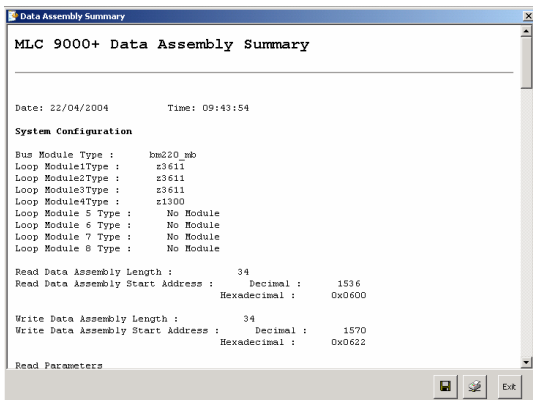 Data Assembly Summary
MLC 9000+ Data Assembly Summary
Date: 22/04/2004 Time: 09:43:54
System Configuration
Bus Module Type : bm220_mb
Loop Module1Type : z3611
Loop Module2Type : z3611
Loop Module3Type : z3611
Loop Module4Type : z1300
Loop Module 5 Type : No Module
Loop Module 6 Type : No Module
Loop Module 7 Type : No Module
Loop Module 8 Type : No Module
Read Data Assembly Length : 34
Read Data Assembly Start Address : Decimal : 1536
Hexadecimal : 0x0600
Write Data Assembly Length : 34
Write Data Assembly Start Address : Decimal : 1570
Hexadecimal : 0x0622
Read Parameters
Exit